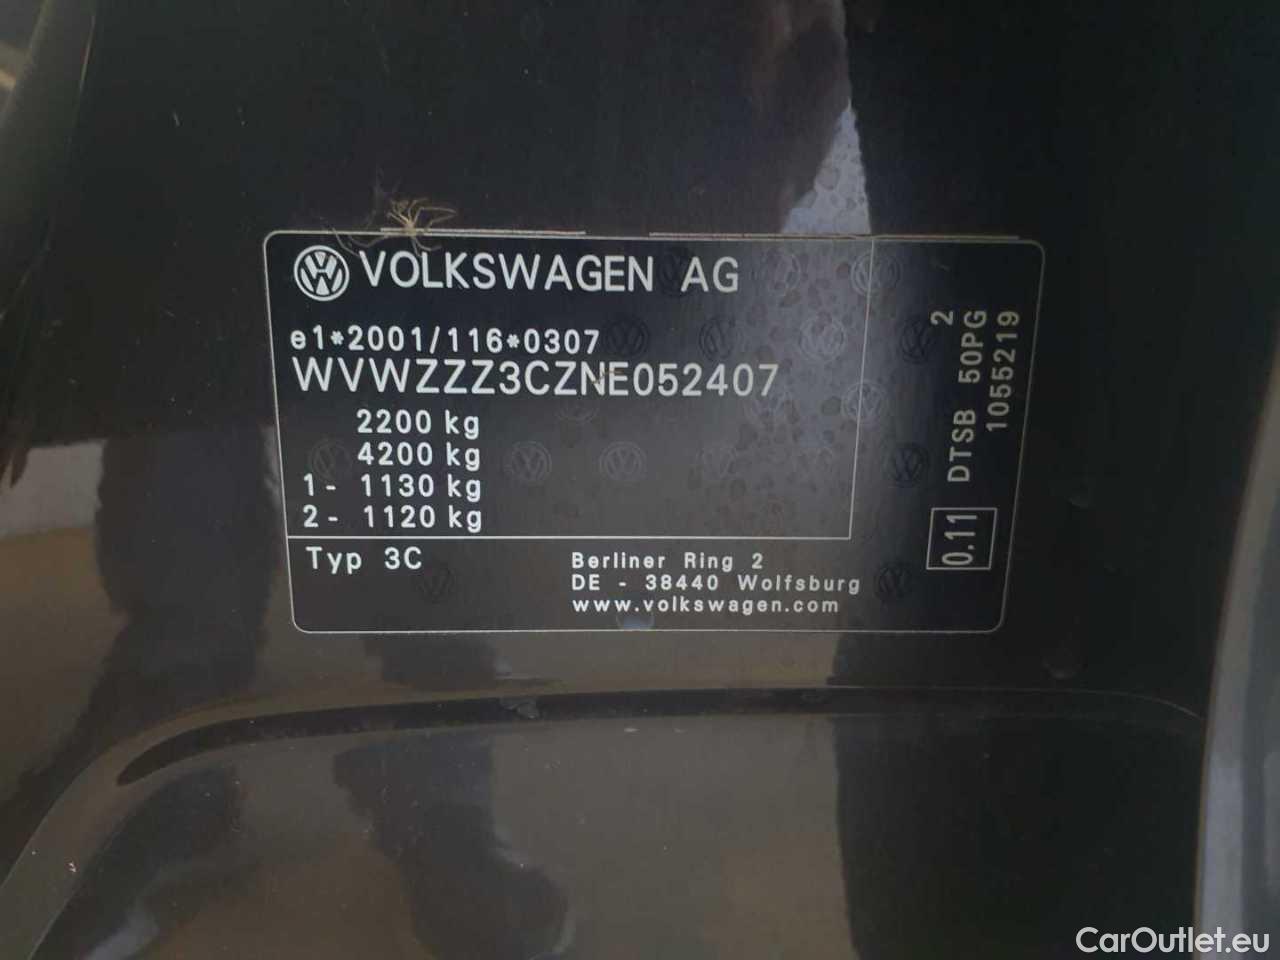 VOLKSWAGEN AG
e1*2001/116*0307
WVWZZZ3CZNE052407
2200 kg
4200 kg
1- 1130 kg
2- 1120 kg
Typ 3C
Berliner Ring 2
DE - 38440 Wolfsburg
www.volkswagen.com
0.11 DTSB 50PG
2
1055219
CarOutlet.eu